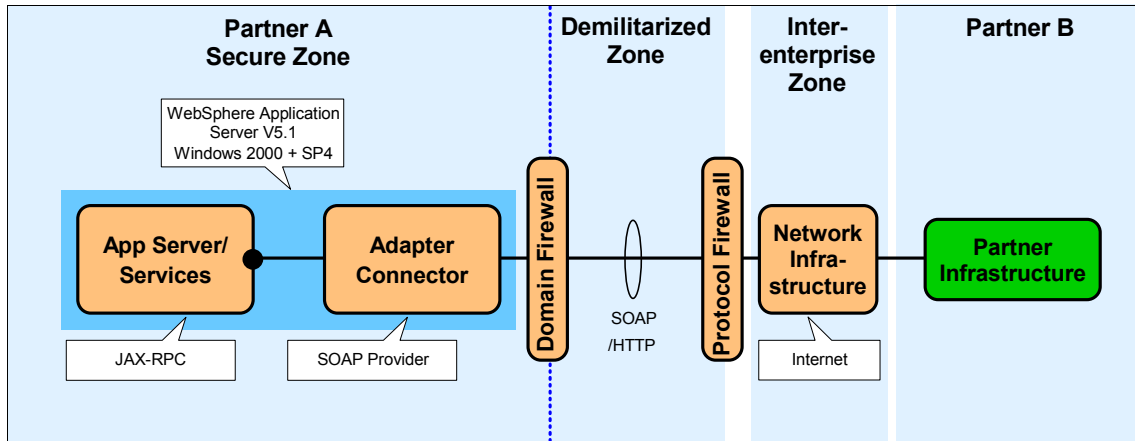 Partner A
Secure Zone
Demilitarized
Zone
Inter-
enterprise
Zone
Partner B
WebSphere Application
Server V5.1
Windows 2000 + SP4
App Server/
Services
Adapter
Connector
Domain Firewall
SOAP
/HTTP
Protocol Firewall
Network
Infra-
structure
Partner
Infrastructure
JAX-RPC
SOAP Provider
Internet